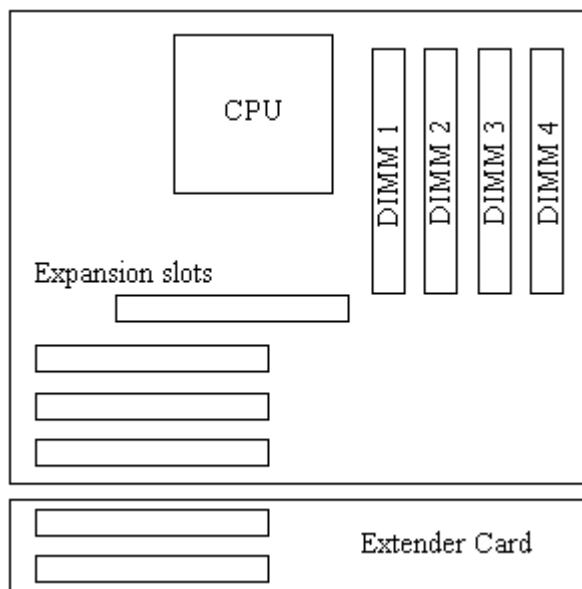 CPU
DIMM 1
DIMM 2
DIMM 3
DIMM 4
Expansion slots
Extender Card